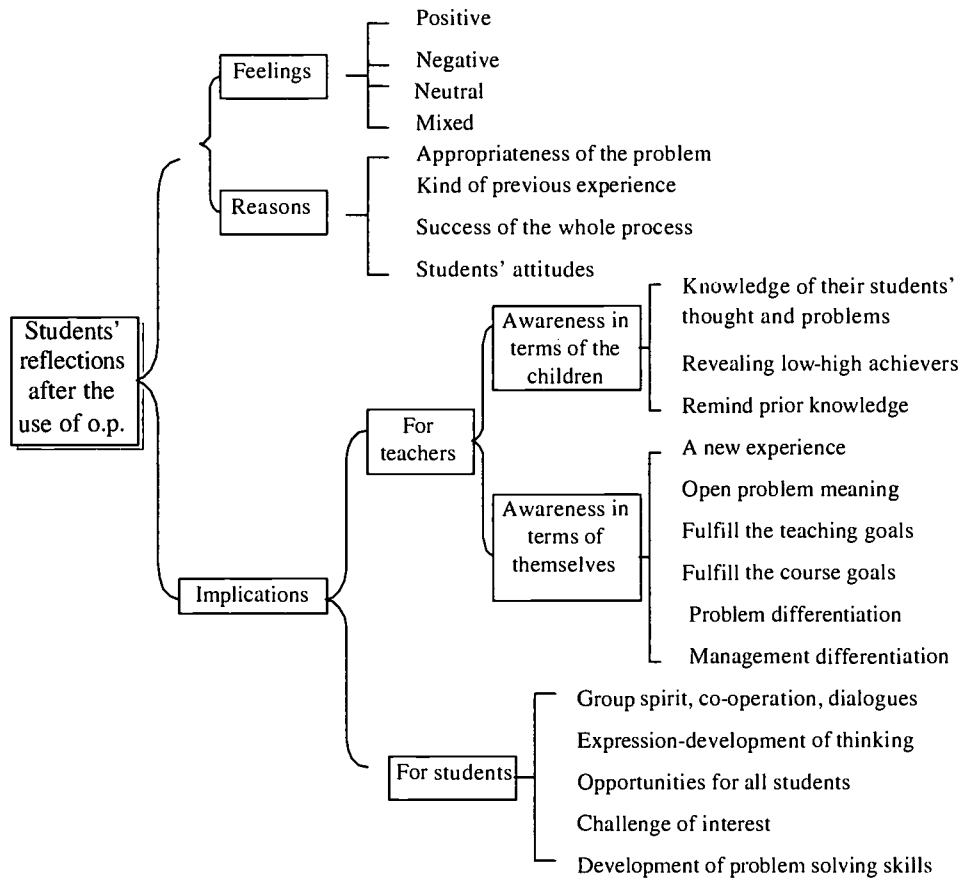 Positive
Negative
Neutral
Mixed
Feelings
Appropriateness of the problem
Kind of previous experience
Success of the whole process
Students' attitudes
Reasons
Students'
reflections
after the
use of o.p.
Knowledge of their students'
thought and problems
Revealing low-high achievers
Remind prior knowledge
Awareness in
terms of the
children
For
teachers
A new experience
Open problem meaning
Fulfill the teaching goals
Fulfill the course goals
Problem differentiation
Management differentiation
Awareness in
terms of
themselves
Implications
Group spirit, co-operation, dialogues
Expression-development of thinking
Opportunities for all students
Challenge of interest
Development of problem solving skills
For students